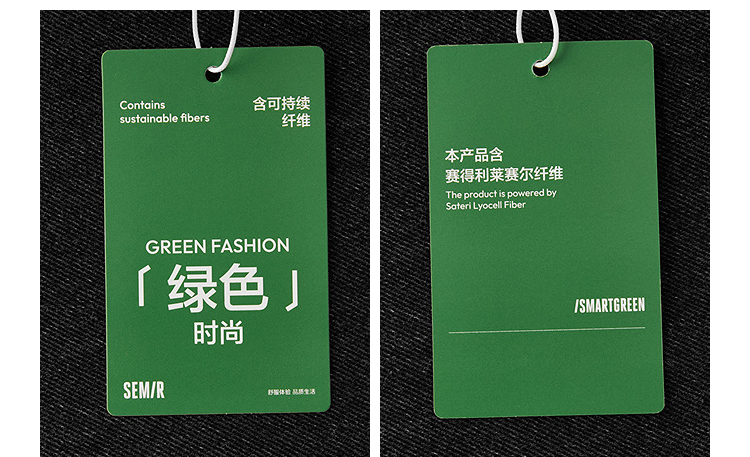 Contains
sustainable fibers
含可持续
纤维
GREEN FASHION
「绿色」
时尚
SEMIR
舒服体验 品质生活
本产品含
赛得利莱赛尔纤维
The product is powered by
Sateri Lyocell Fiber
/SMARTGREEN